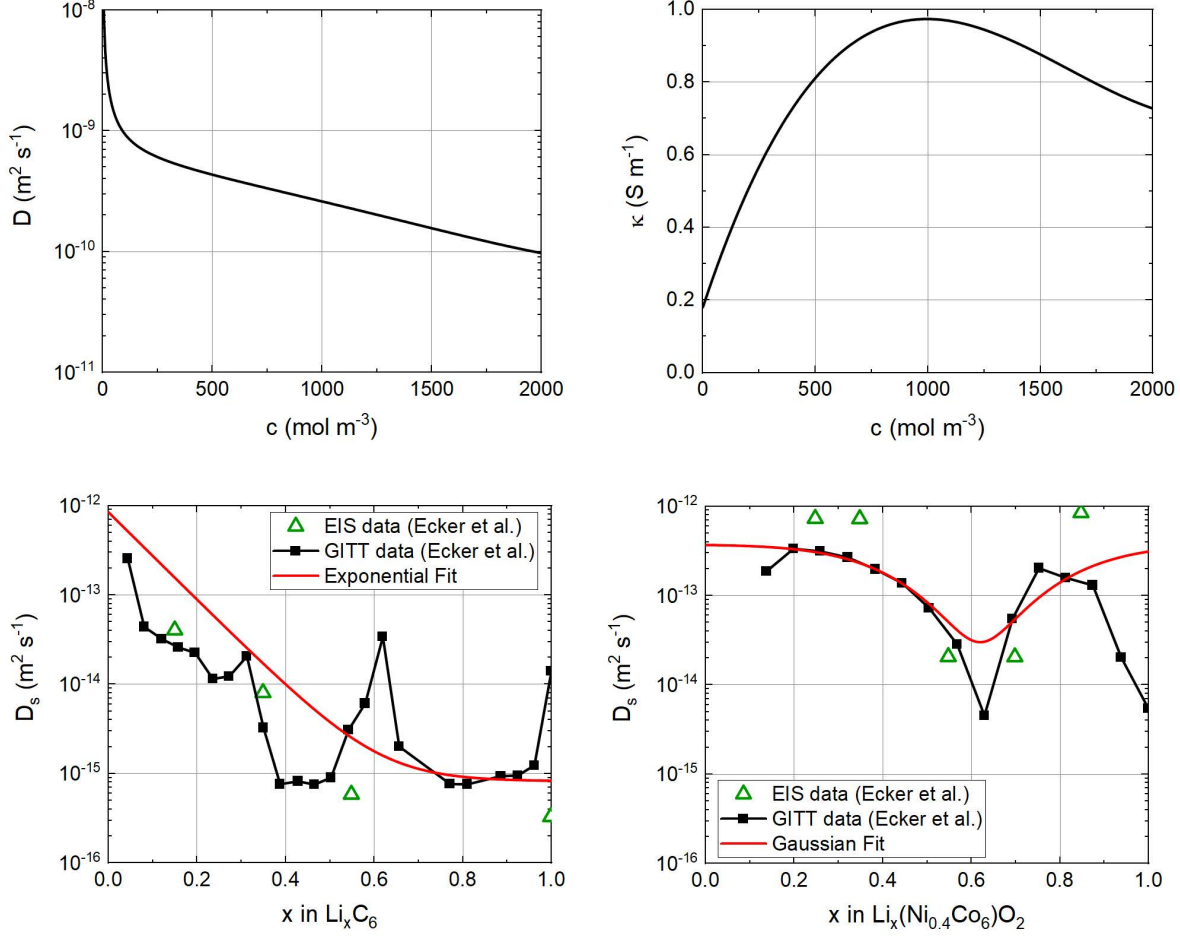 10⁻⁸
10⁻⁹
10⁻¹⁰
10⁻¹¹
D (m² s⁻¹)
0 500 1000 1500 2000
c (mol m⁻³)
1.0
0.8
0.6
0.4
0.2
0.0
κ (S m⁻¹)
0 500 1000 1500 2000
c (mol m⁻³)
10⁻¹²
10⁻¹³
10⁻¹⁴
10⁻¹⁵
10⁻¹⁶
Dₛ (m² s⁻¹)
EIS data (Ecker et al.)
GITT data (Ecker et al.)
Exponential Fit
0.0 0.2 0.4 0.6 0.8 1.0
x in LiₓC₆
10⁻¹²
10⁻¹³
10⁻¹⁴
10⁻¹⁵
10⁻¹⁶
Dₛ (m² s⁻¹)
EIS data (Ecker et al.)
GITT data (Ecker et al.)
Gaussian Fit
0.0 0.2 0.4 0.6 0.8 1.0
x in Liₓ(Ni₀.₄Co₆)O₂